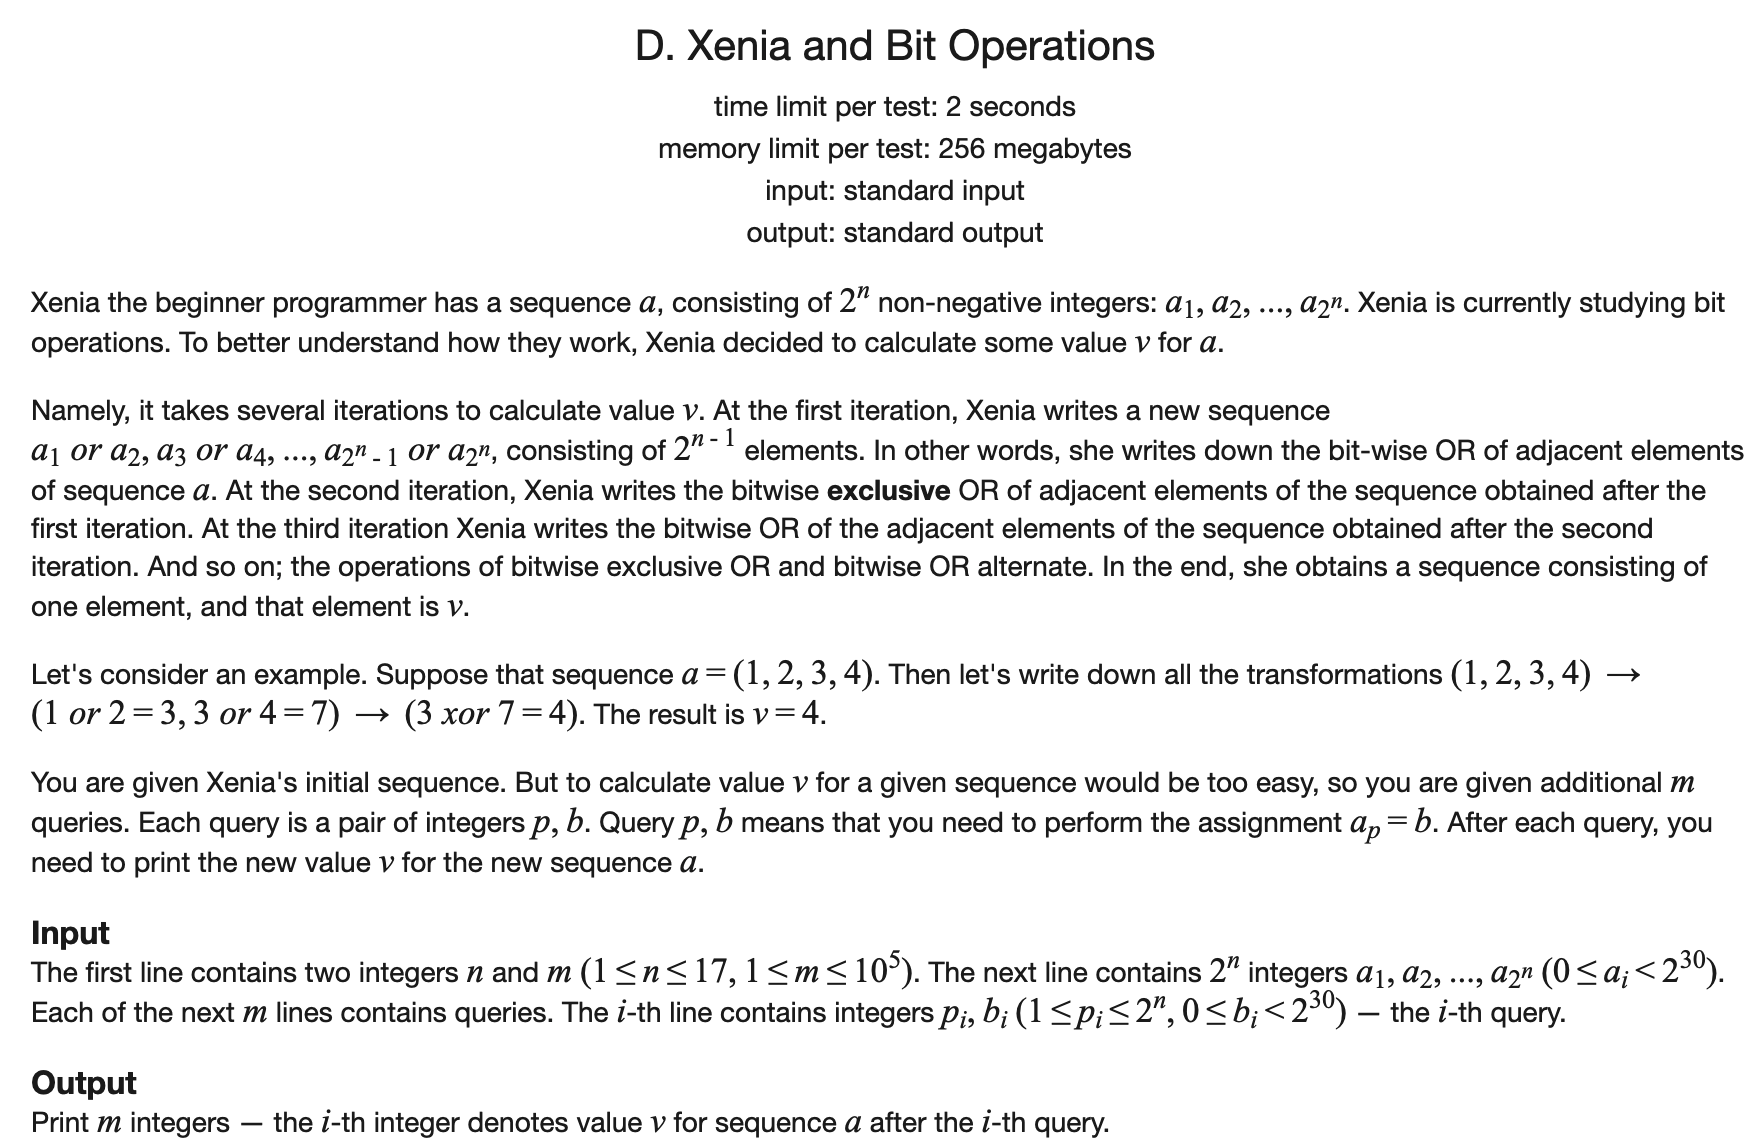 D. Xenia and Bit Operations
time limit per test: 2 seconds
memory limit per test: 256 megabytes
input: standard input
output: standard output
Xenia the beginner programmer has a sequence a, consisting of 2^n non-negative integers: a_1, a_2, ..., a_{2^n}. Xenia is currently studying bit
operations. To better understand how they work, Xenia decided to calculate some value v for a.
Namely, it takes several iterations to calculate value v. At the first iteration, Xenia writes a new sequence
a_1 or a_2, a_3 or a_4, ..., a_{2^n - 1} or a_{2^n}, consisting of 2^{n - 1} elements. In other words, she writes down the bit-wise OR of adjacent elements
of sequence a. At the second iteration, Xenia writes the bitwise exclusive OR of adjacent elements of the sequence obtained after the
first iteration. At the third iteration Xenia writes the bitwise OR of the adjacent elements of the sequence obtained after the second
iteration. And so on; the operations of bitwise exclusive OR and bitwise OR alternate. In the end, she obtains a sequence consisting of
one element, and that element is v.
Let's consider an example. Suppose that sequence a = (1, 2, 3, 4). Then let's write down all the transformations (1, 2, 3, 4) →
(1 or 2 = 3, 3 or 4 = 7) → (3 xor 7 = 4). The result is v = 4.
You are given Xenia's initial sequence. But to calculate value v for a given sequence would be too easy, so you are given additional m
queries. Each query is a pair of integers p, b. Query p, b means that you need to perform the assignment a_p = b. After each query, you
need to print the new value v for the new sequence a.
Input
The first line contains two integers n and m (1 ≤ n ≤ 17, 1 ≤ m ≤ 10^5). The next line contains 2^n integers a_1, a_2, ..., a_{2^n} (0 ≤ a_i < 2^{30}).
Each of the next m lines contains queries. The i-th line contains integers p_i, b_i (1 ≤ p_i ≤ 2^n, 0 ≤ b_i < 2^{30}) — the i-th query.
Output
Print m integers — the i-th integer denotes value v for sequence a after the i-th query.